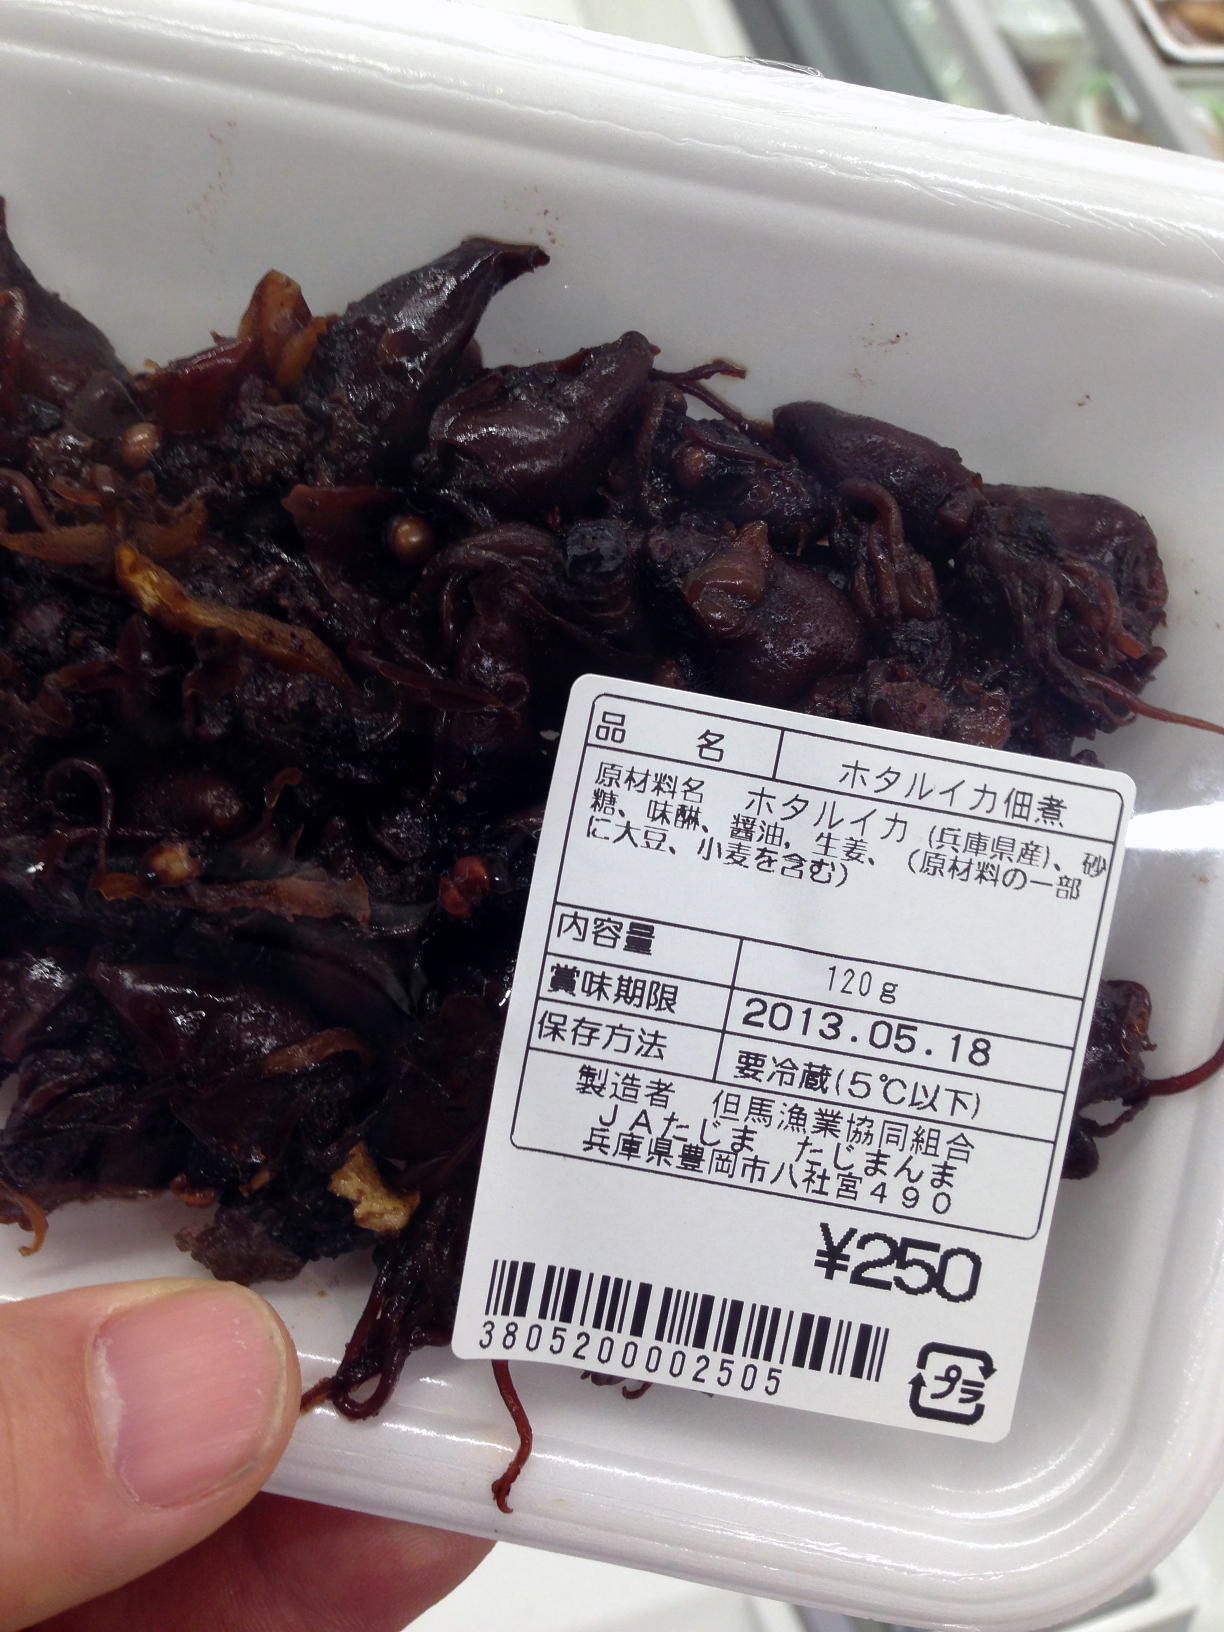 品名 ホタルイカ佃煮
原材料名 ホタルイカ(兵庫県産)、砂
糖、味醂、醤油、生姜、(原材料の一部
に大豆、小麦を含む)
内容量 120g
賞味期限 2013.05.18
保存方法 要冷蔵(5℃以下)
製造者 但馬漁業協同組合
JAたじま たじまんま
兵庫県豊岡市八社宮490
¥250
3805200002505
プラ